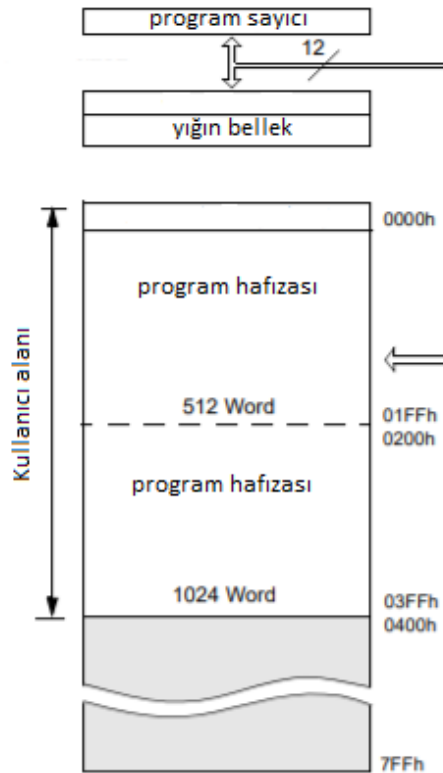 program sayici
12
yığın bellek
0000h
program hafızası
Kullanıcı alanı
512 Word
01FFh
0200h
program hafızası
1024 Word
03FFh
0400h
7FFh